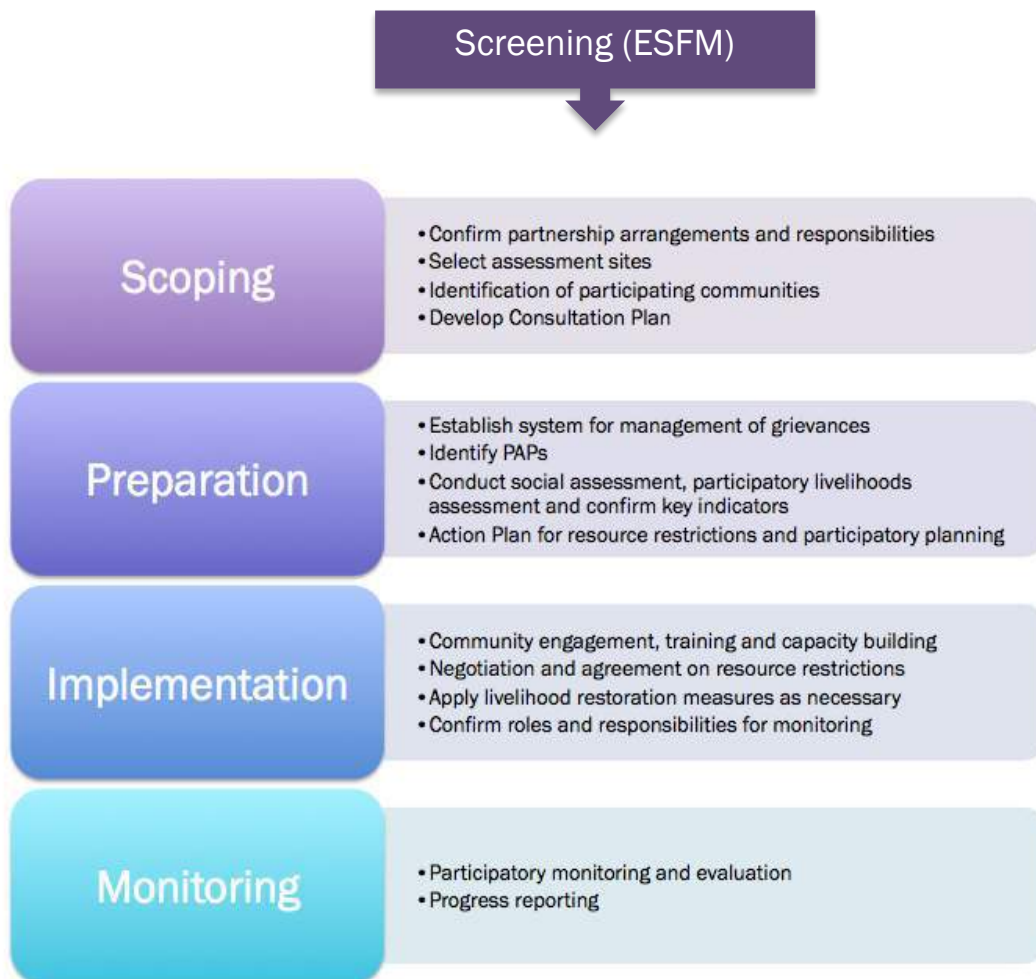 Screening (ESFM)
Scoping
• Confirm partnership arrangements and responsibilities
• Select assessment sites
• Identification of participating communities
• Develop Consultation Plan
Preparation
• Establish system for management of grievances
• Identify PAPs
• Conduct social assessment, participatory livelihoods
assessment and confirm key indicators
• Action Plan for resource restrictions and participatory planning
Implementation
• Community engagement, training and capacity building
• Negotiation and agreement on resource restrictions
• Apply livelihood restoration measures as necessary
• Confirm roles and responsibilities for monitoring
Monitoring
• Participatory monitoring and evaluation
• Progress reporting